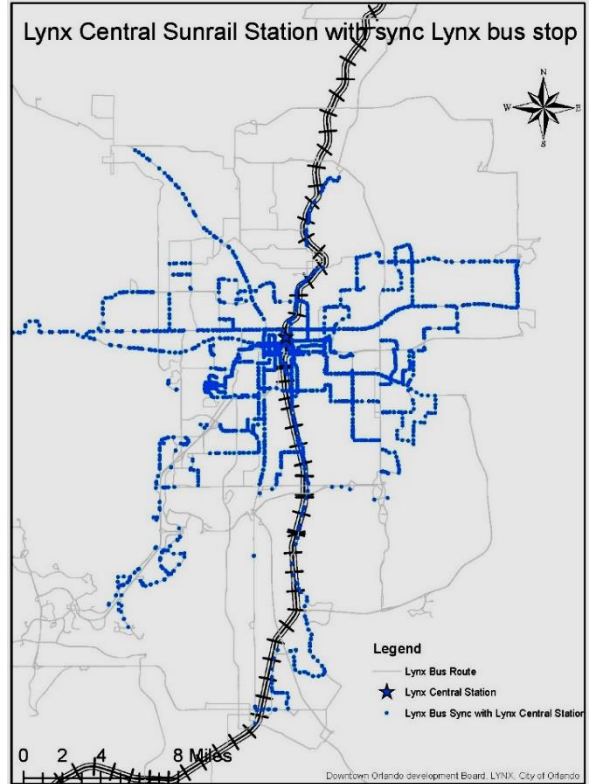 Lynx Central Sunrail Station with sync Lynx bus stop
N
W E
S
Legend
Lynx Bus Route
Lynx Central Station
Lynx Bus Sync with Lynx Central Station
0 2 4 8 Miles
Downtown Orlando development Board, LYNX, City of Orlando